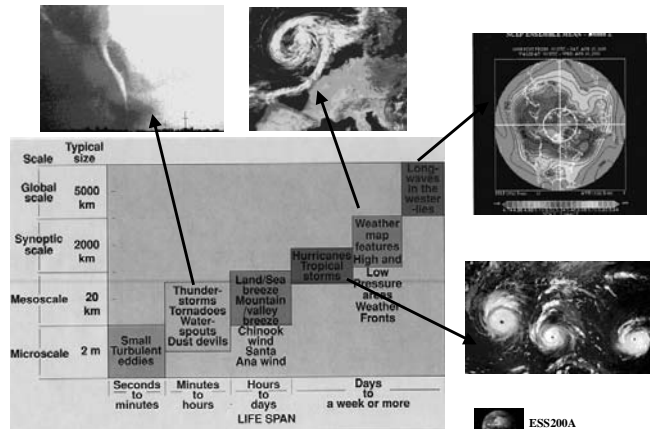 NCEP ENSEMBLE MEAN -
Scale
Typical
size
Global
scale
5000
km
Synoptic
scale
2000
km
Mesoscale
20
km
Microscale
2 m
Small
Turbulent
eddies
Thunder-
storms
Tornadoes
Water-
spouts
Dust devils
Land/Sea
breeze
Mountain
/valley
breeze
Chinook
wind
Santa
Ana wind
Hurricanes
Tropical
storms
Weather
map
features
High and
Low
Pressure
areas
Weather
Fronts
Long-
waves
in the
wester
-lies
Seconds
to
minutes
Minutes
to
hours
Hours
to
days
Days
to
a week or more
LIFE SPAN
ESS200A